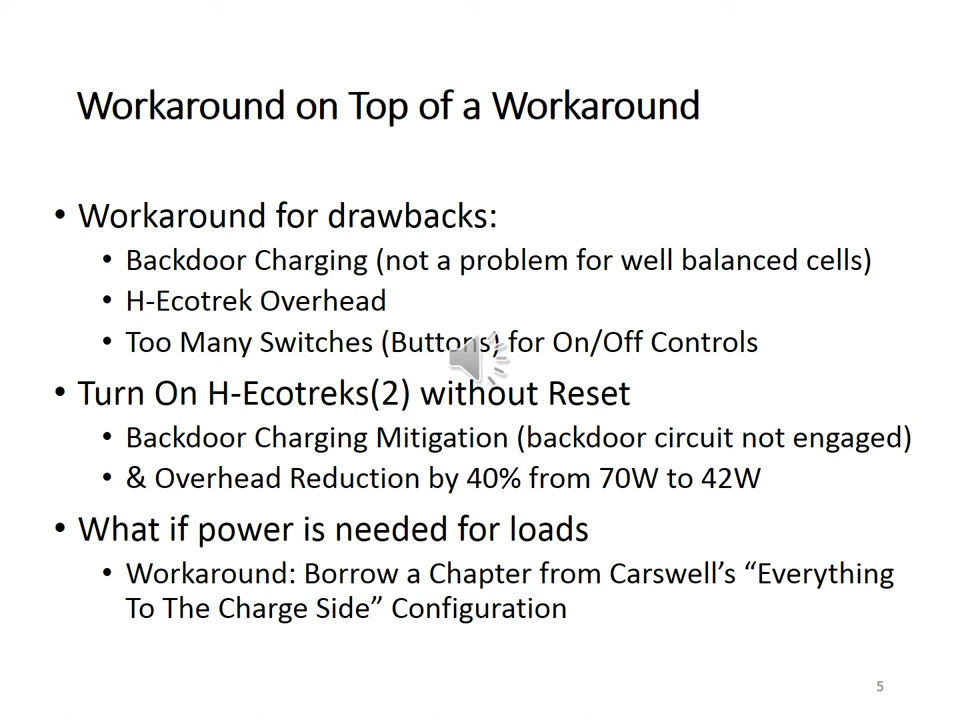 Workaround on Top of a Workaround
• Workaround for drawbacks:
• Backdoor Charging (not a problem for well balanced cells)
• H-Ecotrek Overhead
• Too Many Switches (Buttons) for On/Off Controls
• Turn On H-Ecotreks(2) without Reset
• Backdoor Charging Mitigation (backdoor circuit not engaged)
• & Overhead Reduction by 40% from 70W to 42W
• What if power is needed for loads
• Workaround: Borrow a Chapter from Carswell’s “Everything
To The Charge Side” Configuration
5